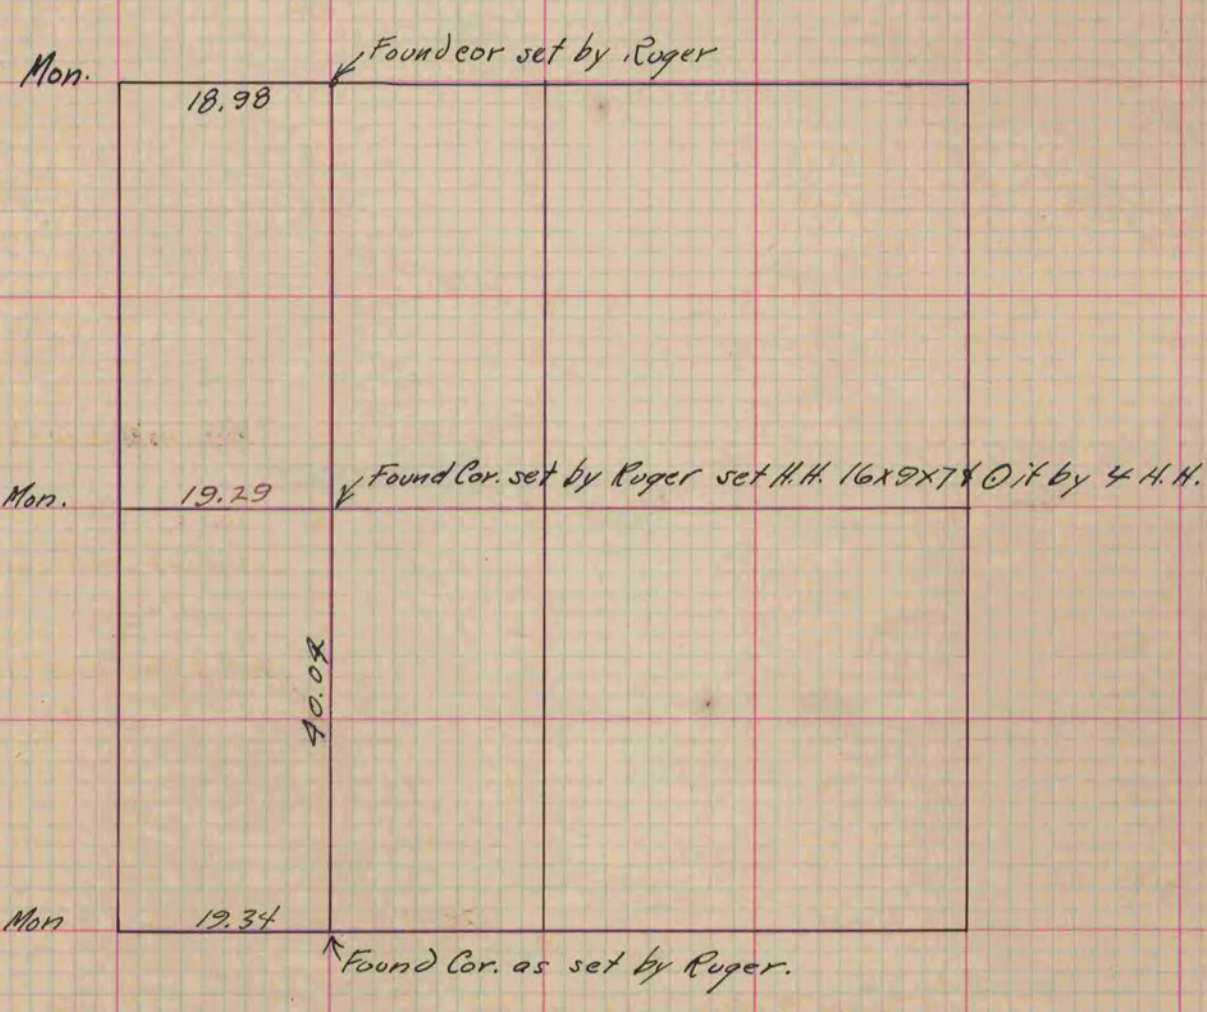 Found cor set by Ruger
Mon.
18.98
Found Cor. set by Ruger set H.H. 16x9x7 & ⊙ it by 4 H.H.
Mon.
19.29
40.04
Mon
19.34
Found Cor. as set by Ruger.